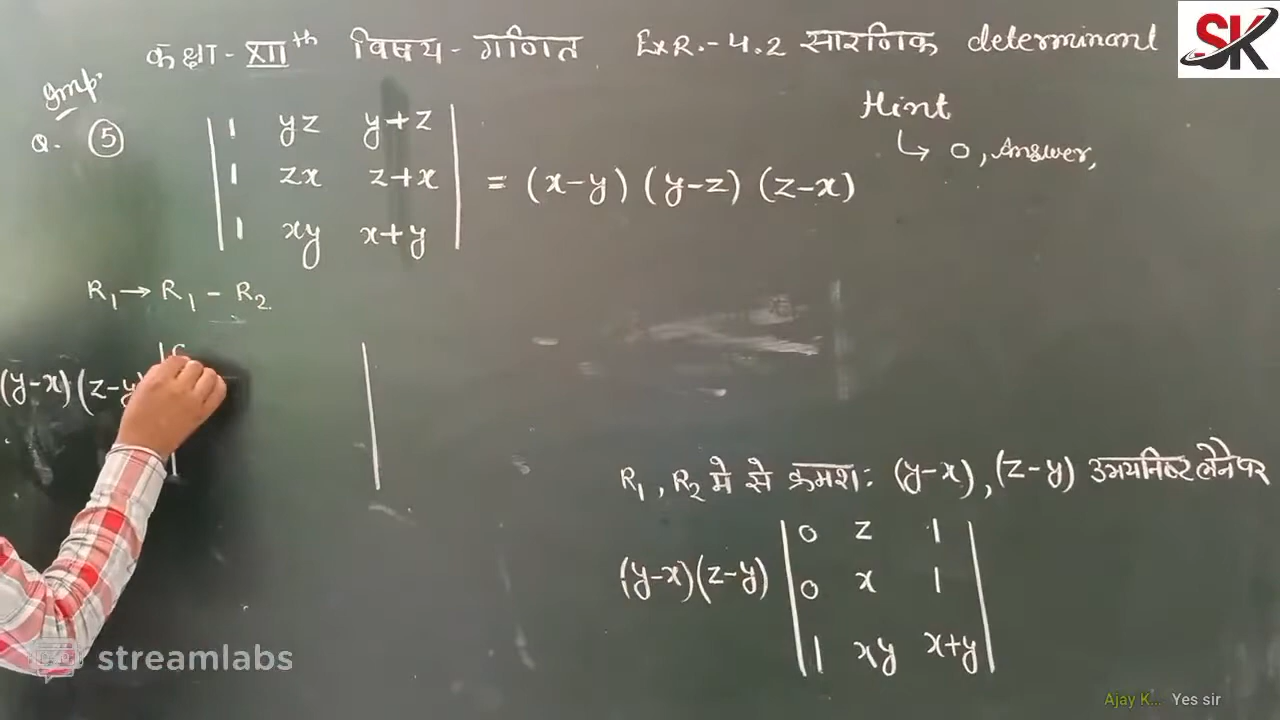 कक्षा - XIIth विषय - गणित Ex R. - 4.2 सारणिक determinant
SK
Imp.
Hint
↳ 0, Answer,
Q. ⑤
| 1 yz y+z |
| 1 zx z+x | = (x-y) (y-z) (z-x)
| 1 xy x+y |
R₁ → R₁ - R₂
(y-x) (z-y)
R₁, R₂ मे से क्रमश: (y-x), (z-y) उभयनिष्ट लेने पर
| 0 z 1 |
(y-x)(z-y) | 0 x 1 |
| 1 xy x+y |
streamlabs
Ajay K... Yes sir